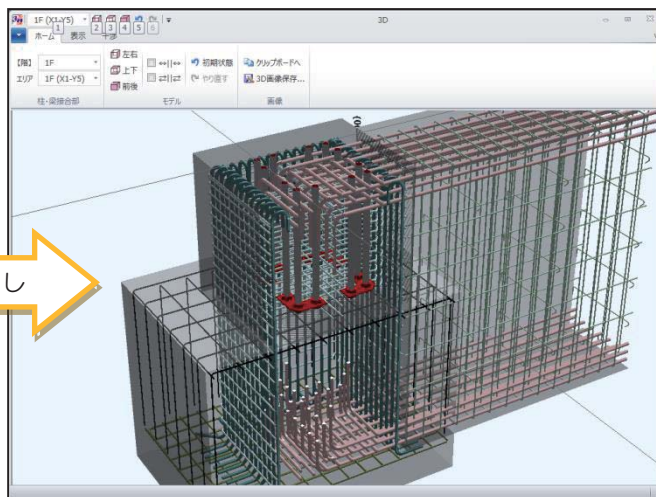 1F (X1-Y5)
3D
1
2
3
4
5
6
ホーム
表示
干渉
【階】
1F
エリア
1F (X1-Y5)
柱-梁接合部
左右
上下
前後
初期状態
やり直す
モデル
クリップボードへ
3D画像保存...
画像
し